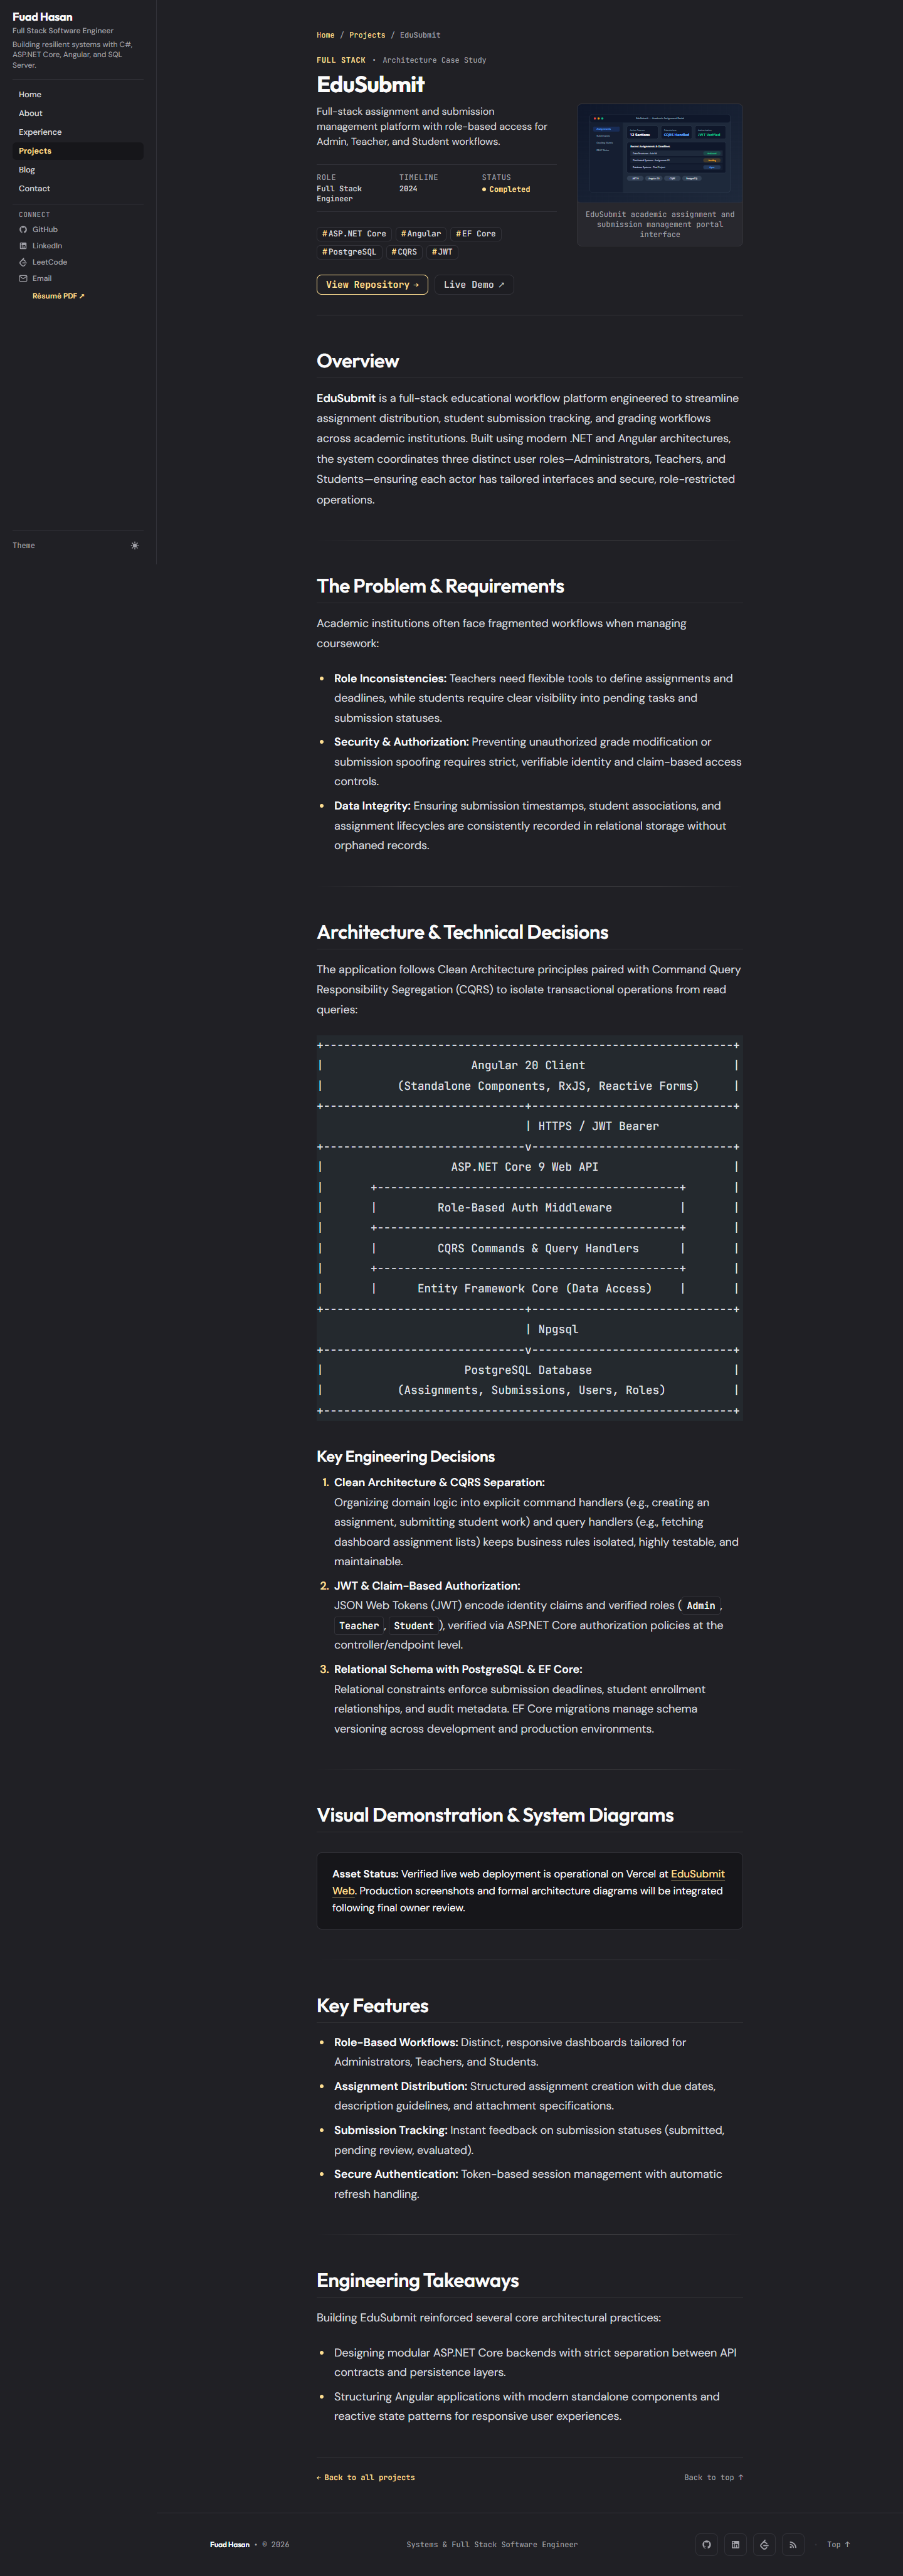 Fuad Hasan
Full Stack Software Engineer
Building resilient systems with C#,
ASP.NET Core, Angular, and SQL
Server.
Home
About
Experience
Projects
Blog
Contact
CONNECT
GitHub
LinkedIn
LeetCode
Email
Résumé PDF ↗
Theme
Home / Projects / EduSubmit
FULL STACK • Architecture Case Study
EduSubmit
Full-stack assignment and submission
management platform with role-based access for
Admin, Teacher, and Student workflows.
ROLE
Full Stack
Engineer
TIMELINE
2024
STATUS
● Completed
#ASP.NET Core #Angular #EF Core
#PostgreSQL #CQRS #JWT
View Repository → Live Demo ↗
EduSubmit academic assignment and
submission management portal
interface
Overview
EduSubmit is a full-stack educational workflow platform engineered to streamline
assignment distribution, student submission tracking, and grading workflows
across academic institutions. Built using modern .NET and Angular architectures,
the system coordinates three distinct user roles—Administrators, Teachers, and
Students—ensuring each actor has tailored interfaces and secure, role-restricted
operations.
The Problem & Requirements
Academic institutions often face fragmented workflows when managing
coursework:
• Role Inconsistencies: Teachers need flexible tools to define assignments and
deadlines, while students require clear visibility into pending tasks and
submission statuses.
• Security & Authorization: Preventing unauthorized grade modification or
submission spoofing requires strict, verifiable identity and claim-based access
controls.
• Data Integrity: Ensuring submission timestamps, student associations, and
assignment lifecycles are consistently recorded in relational storage without
orphaned records.
Architecture & Technical Decisions
The application follows Clean Architecture principles paired with Command Query
Responsibility Segregation (CQRS) to isolate transactional operations from read
queries:
+-------------------------------------------------------------+
| Angular 20 Client |
| (Standalone Components, RxJS, Reactive Forms) |
+------------------------------+------------------------------+
| HTTPS / JWT Bearer
+------------------------------v------------------------------+
| ASP.NET Core 9 Web API |
| +---------------------------------------------+ |
| | Role-Based Auth Middleware | |
| +---------------------------------------------+ |
| | CQRS Commands & Query Handlers | |
| +---------------------------------------------+ |
| | Entity Framework Core (Data Access) | |
+------------------------------+------------------------------+
| Npgsql
+------------------------------v------------------------------+
| PostgreSQL Database |
| (Assignments, Submissions, Users, Roles) |
+-------------------------------------------------------------+
Key Engineering Decisions
1. Clean Architecture & CQRS Separation:
Organizing domain logic into explicit command handlers (e.g., creating an
assignment, submitting student work) and query handlers (e.g., fetching
dashboard assignment lists) keeps business rules isolated, highly testable, and
maintainable.
2. JWT & Claim-Based Authorization:
JSON Web Tokens (JWT) encode identity claims and verified roles ( Admin ,
Teacher , Student ), verified via ASP.NET Core authorization policies at the
controller/endpoint level.
3. Relational Schema with PostgreSQL & EF Core:
Relational constraints enforce submission deadlines, student enrollment
relationships, and audit metadata. EF Core migrations manage schema
versioning across development and production environments.
Visual Demonstration & System Diagrams
Asset Status: Verified live web deployment is operational on Vercel at EduSubmit
Web. Production screenshots and formal architecture diagrams will be integrated
following final owner review.
Key Features
• Role-Based Workflows: Distinct, responsive dashboards tailored for
Administrators, Teachers, and Students.
• Assignment Distribution: Structured assignment creation with due dates,
description guidelines, and attachment specifications.
• Submission Tracking: Instant feedback on submission statuses (submitted,
pending review, evaluated).
• Secure Authentication: Token-based session management with automatic
refresh handling.
Engineering Takeaways
Building EduSubmit reinforced several core architectural practices:
• Designing modular ASP.NET Core backends with strict separation between API
contracts and persistence layers.
• Structuring Angular applications with modern standalone components and
reactive state patterns for responsive user experiences.
← Back to all projects
Back to top ↑
Fuad Hasan • © 2026
Systems & Full Stack Software Engineer
Top ↑